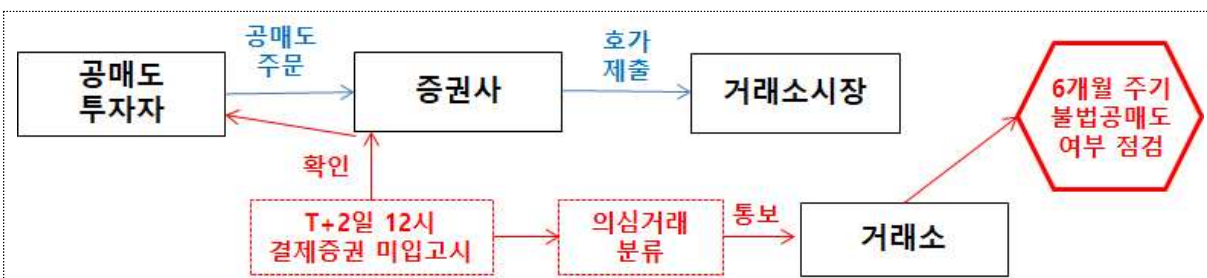 공매도
주문
호가
제출
공매도
투자자
증권사
거래소시장
6개월 주기
불법공매도
여부 점검
확인
T+2일 12시
결제증권 미입고시
의심거래
분류
통보
거래소